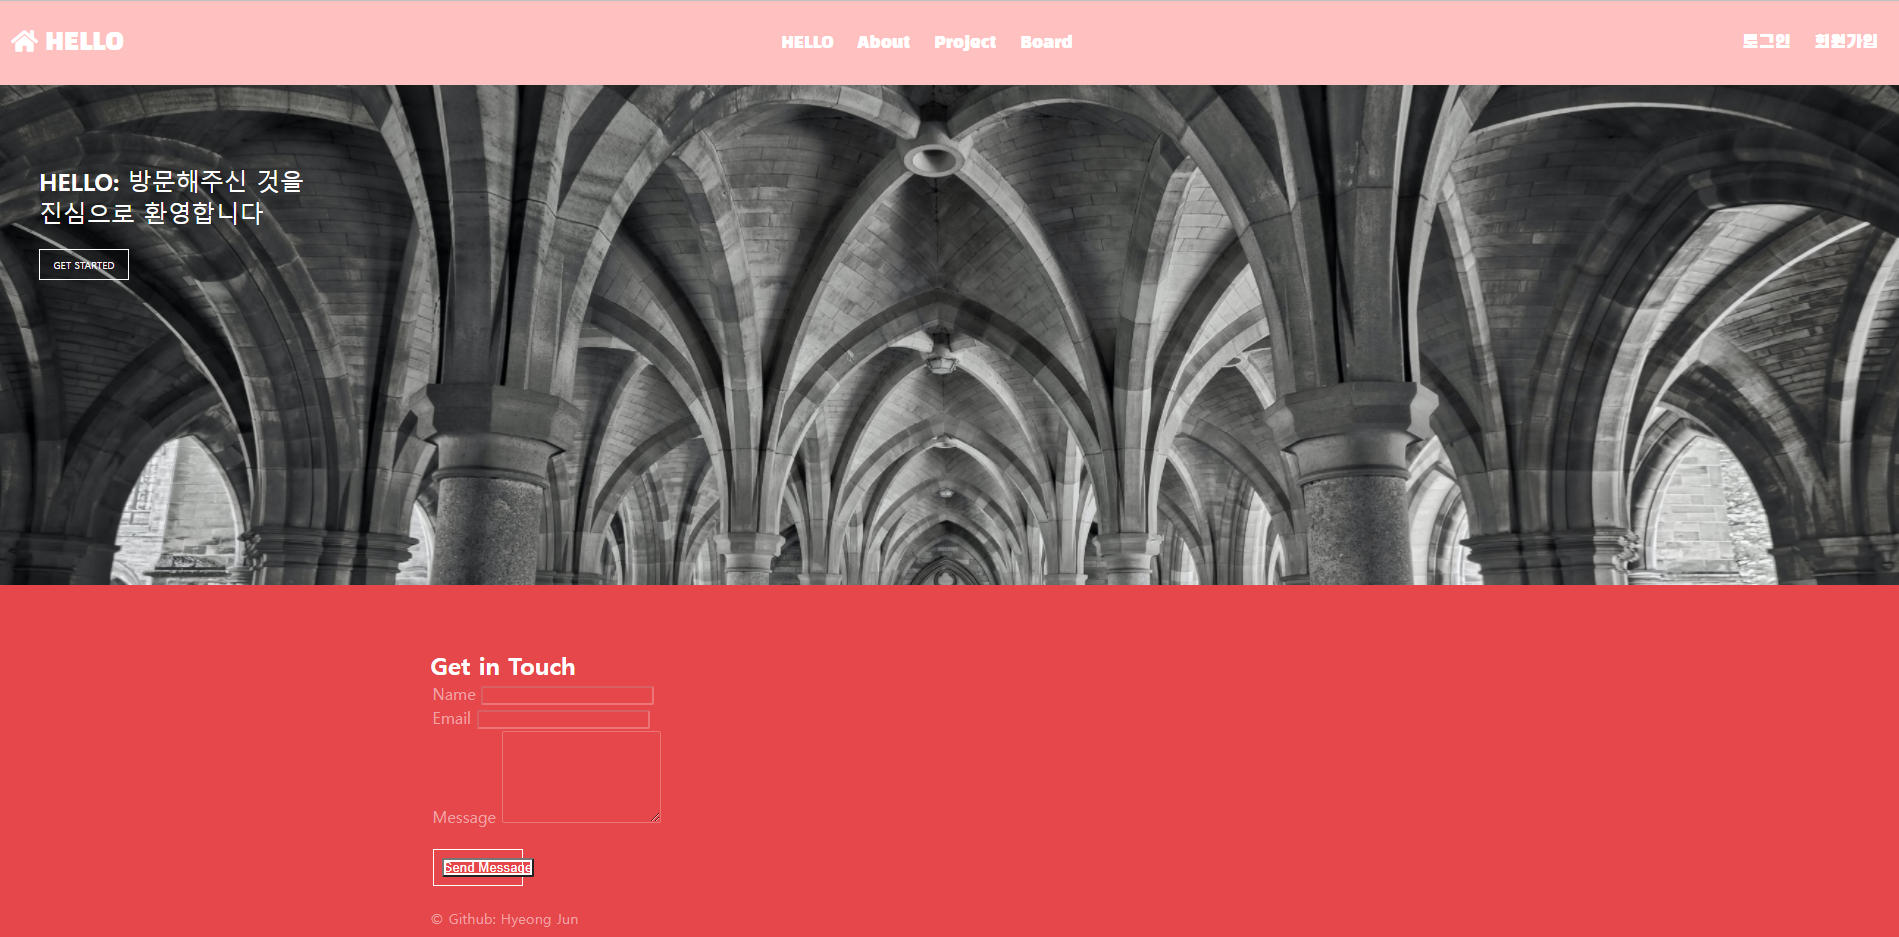 HELLO
HELLO About Project Board
로그인 회원가입
HELLO: 방문해주신 것을
진심으로 환영합니다
GET STARTED
Get in Touch
Name
Email
Message
Send Message
© Github: Hyeong Jun